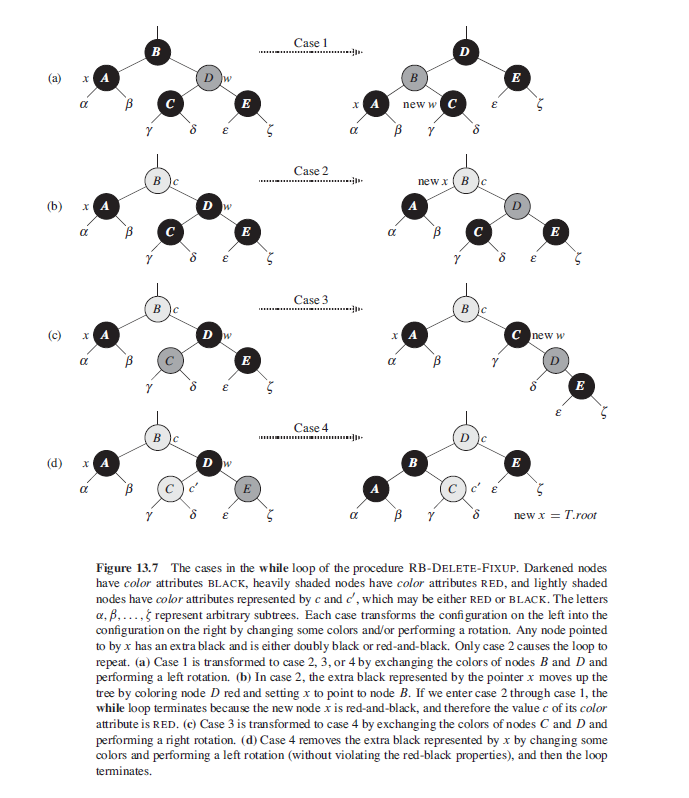 Case 1
B
D
(a) x A D w B E
α β C E x A new w C ε ζ
γ δ ε ζ α β γ δ
Case 2
B c new x B c
(b) x A D w A D
α β C E α β C E
γ δ ε ζ γ δ ε ζ
Case 3
B c B c
(c) x A D w x A C new w
α β C E α β γ D
γ δ ε ζ δ E
ε ζ
Case 4
B c D c
(d) x A D w B E
α β C c′ E A C c′ ε ζ
γ δ ε ζ α β γ δ new x = T.root
Figure 13.7 The cases in the while loop of the procedure RB-DELETE-FIXUP. Darkened nodes
have color attributes BLACK, heavily shaded nodes have color attributes RED, and lightly shaded
nodes have color attributes represented by c and c′, which may be either RED or BLACK. The letters
α, β, . . . , ζ represent arbitrary subtrees. Each case transforms the configuration on the left into the
configuration on the right by changing some colors and/or performing a rotation. Any node pointed
to by x has an extra black and is either doubly black or red-and-black. Only case 2 causes the loop to
repeat. (a) Case 1 is transformed to case 2, 3, or 4 by exchanging the colors of nodes B and D and
performing a left rotation. (b) In case 2, the extra black represented by the pointer x moves up the
tree by coloring node D red and setting x to point to node B. If we enter case 2 through case 1, the
while loop terminates because the new node x is red-and-black, and therefore the value c of its color
attribute is RED. (c) Case 3 is transformed to case 4 by exchanging the colors of nodes C and D and
performing a right rotation. (d) Case 4 removes the extra black represented by x by changing some
colors and performing a left rotation (without violating the red-black properties), and then the loop
terminates.